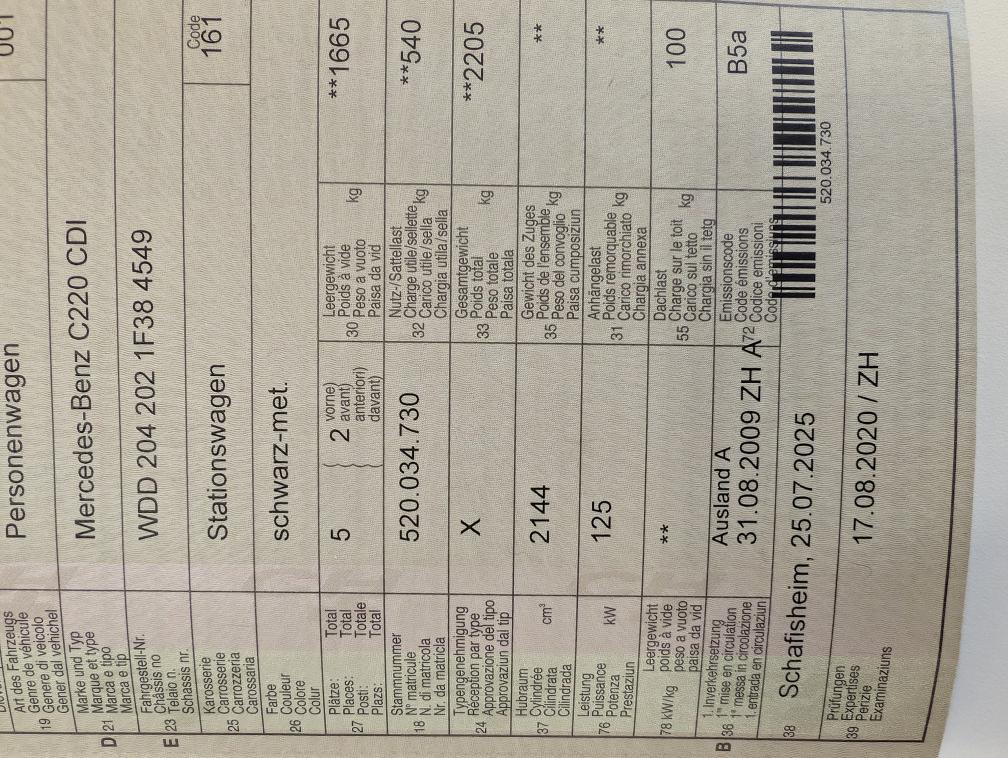 Art des Fahrzeugs
Genre de véhicule
19 Genere di veicolo
Gener dal vehichel
Personenwagen
Marke und Typ
Marque et type
D 21 Marca e tipo
Marca e tip
Mercedes-Benz C220 CDI
Fahrgestell-Nr.
Châssis no
E 23 Telaio n.
Schassis nr.
WDD 204 202 1F38 4549
Karosserie
Carrosserie
25 Carrozzeria
Carossaria
Stationswagen
Code
161
Farbe
Couleur
26 Colore
Colur
schwarz-met.
Plätze: Total
Places: Total
27 Posti: Totale
Plazs: Total
5
2
vorne)
avant)
anteriori)
davant)
Leergewicht
Poids à vide
30 Peso a vuoto
Paisa da vid
kg
**1665
Stammnummer
N° matricule
18 N. di matricola
Nr. da matricla
520.034.730
Nutz-/Sattellast
Charge utile/sellette
32 Carico utile/sella kg
Chargia utila/sella
**540
Typengenehmigung
Réception par type
24 Approvazione del tipo
Approvaziun dal tip
X
Gesamtgewicht
Poids total
33 Peso totale
Paisa totala
kg
**2205
Hubraum
Cylindrée
37 Cilindrata
Cilindrada
cm³
2144
Gewicht des Zuges
Poids de l'ensemble
35 Peso del convoglio kg
Paisa cumposiziun
**
Leistung
Puissance
76 Potenza
Prestaziun
kW
125
Anhängelast
Poids remorquable
31 Carico rimorchiato kg
Chargia annexa
**
Leergewicht
poids à vide
78 kW/kg peso a vuoto
paisa da vid
**
Dachlast
Charge sur le toit
55 Carico sul tetto kg
Chargia sin il tetg
100
1. Inverkehrsetzung
B 36 1re mise en circulation
1a messa in circolazione
1. entrada en circulaziun
Ausland A
31.08.2009 ZH A
Emissionscode
72 Code émissions
Codice emissioni
B5a
38
Schafisheim, 25.07.2025
520.034.730
Prüfungen
Expertises
39 Perizie
Examinaziuns
17.08.2020 / ZH